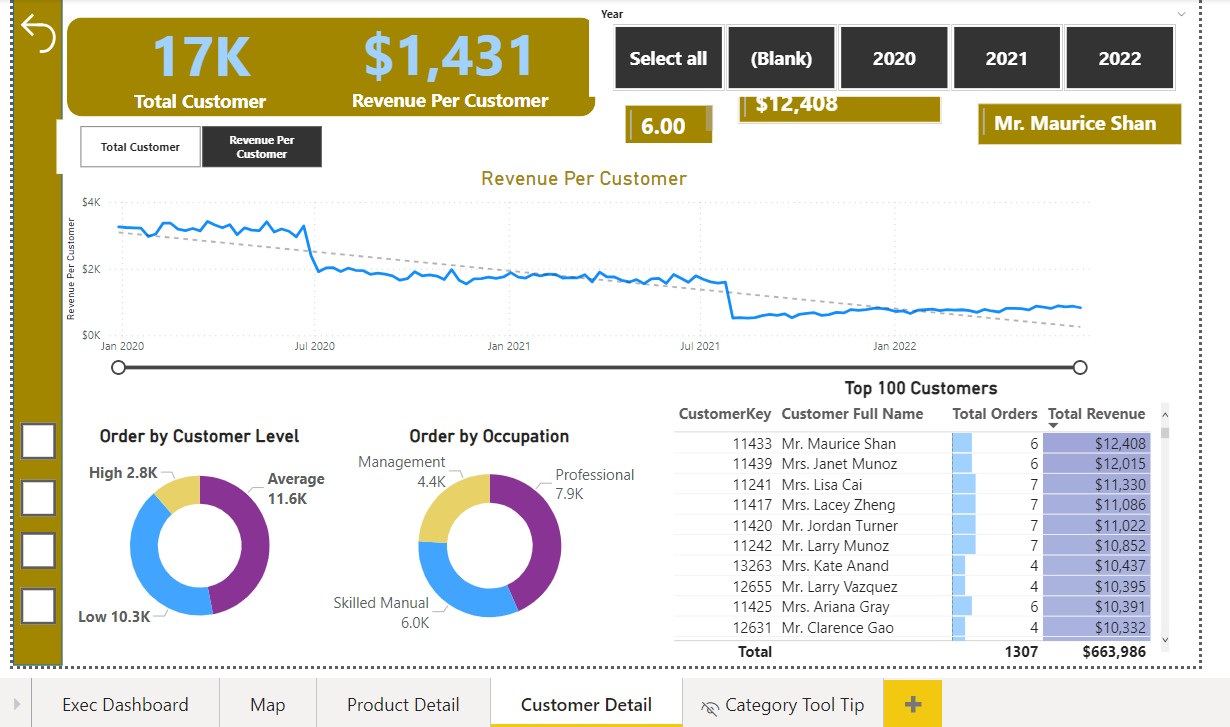 Year
17K
$1,431
Total Customer
Revenue Per Customer
Select all
(Blank)
2020
2021
2022
6.00
$12,408
Mr. Maurice Shan
Total Customer
Revenue Per
Customer
Revenue Per Customer
Revenue Per Customer
$4K
$2K
$0K
Jan 2020
Jul 2020
Jan 2021
Jul 2021
Jan 2022
Order by Customer Level
High 2.8K
Average
11.6K
Low 10.3K
Order by Occupation
Management
4.4K
Professional
7.9K
Skilled Manual
6.0K
Top 100 Customers
CustomerKey Customer Full Name Total Orders Total Revenue
11433 Mr. Maurice Shan 6 $12,408
11439 Mrs. Janet Munoz 6 $12,015
11241 Mrs. Lisa Cai 7 $11,330
11417 Mrs. Lacey Zheng 7 $11,086
11420 Mr. Jordan Turner 7 $11,022
11242 Mr. Larry Munoz 7 $10,852
13263 Mrs. Kate Anand 4 $10,437
12655 Mr. Larry Vazquez 4 $10,395
11425 Mrs. Ariana Gray 6 $10,391
12631 Mr. Clarence Gao 4 $10,332
Total 1307 $663,986
Exec Dashboard
Map
Product Detail
Customer Detail
Category Tool Tip